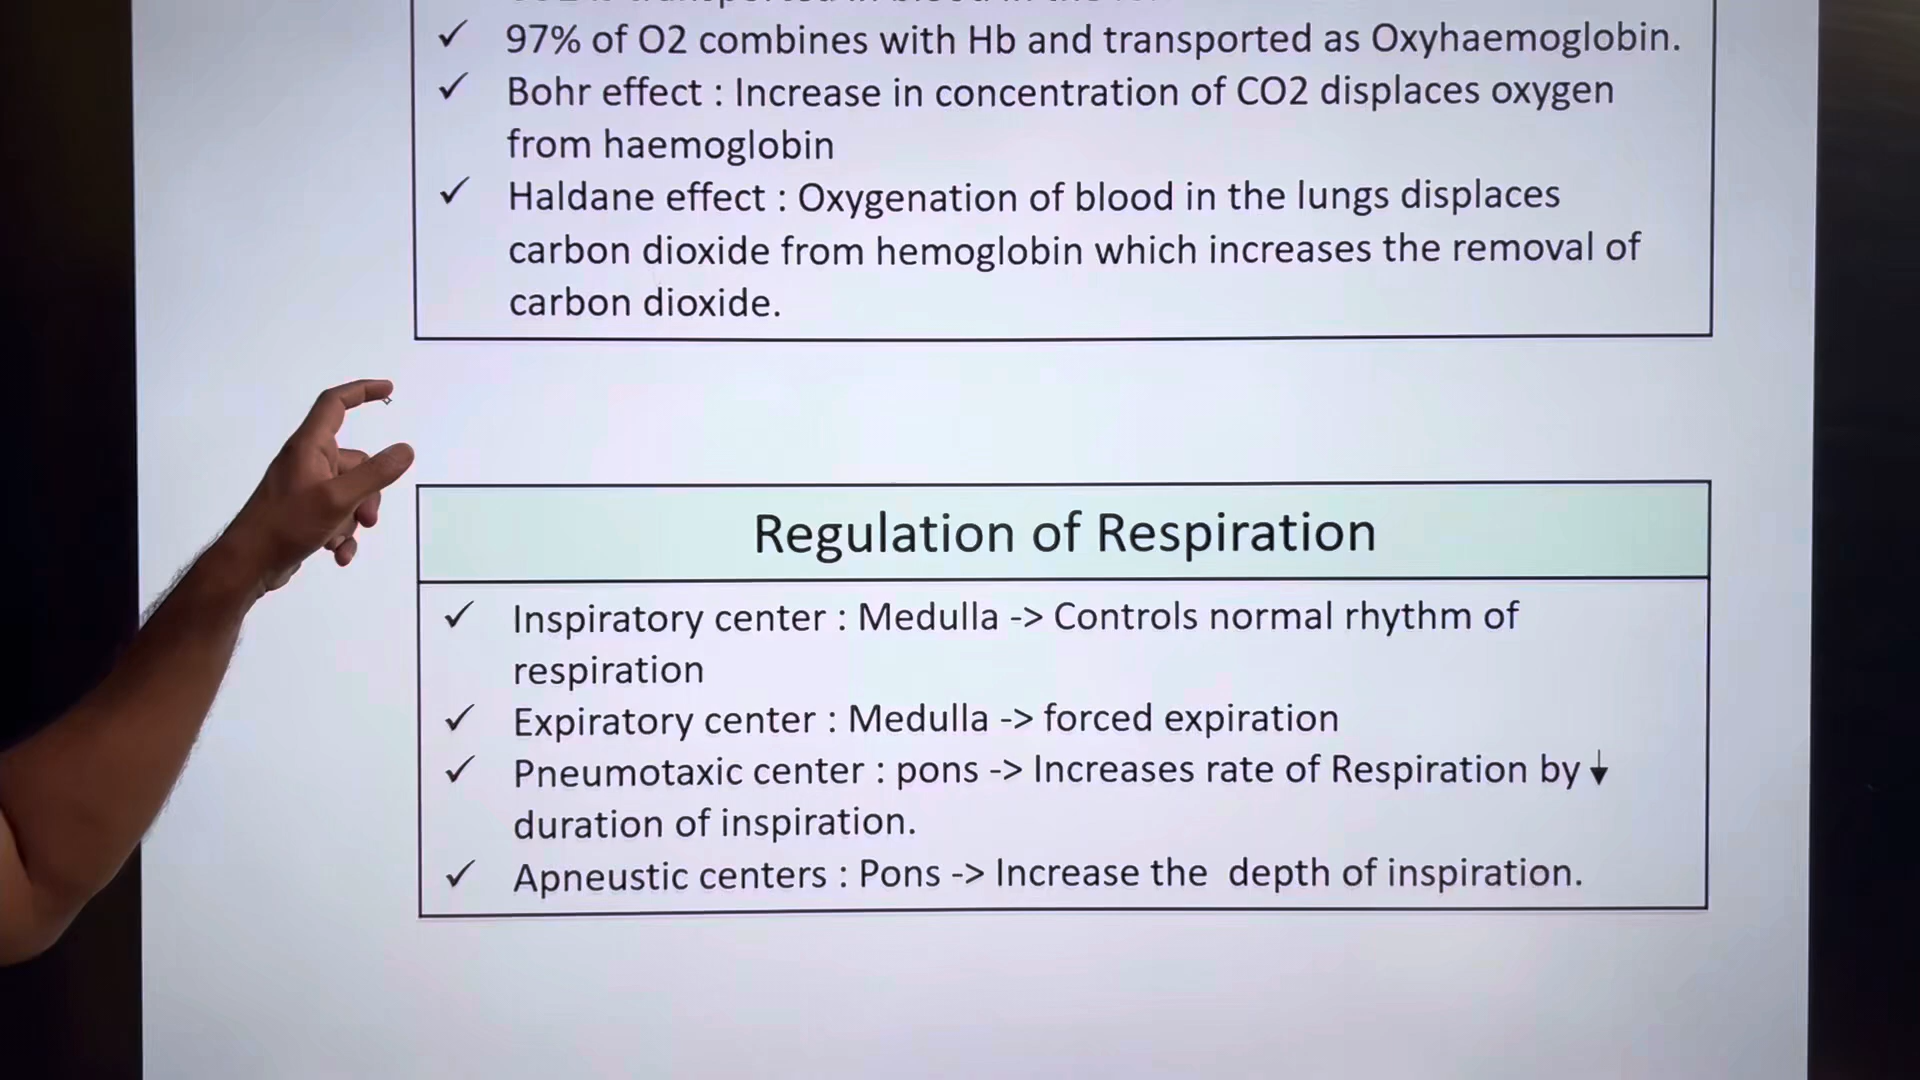 ✓ 97% of O2 combines with Hb and transported as Oxyhaemoglobin.
✓ Bohr effect : Increase in concentration of CO2 displaces oxygen
from haemoglobin
✓ Haldane effect : Oxygenation of blood in the lungs displaces
carbon dioxide from hemoglobin which increases the removal of
carbon dioxide.
Regulation of Respiration
✓ Inspiratory center : Medulla -> Controls normal rhythm of
respiration
✓ Expiratory center : Medulla -> forced expiration
✓ Pneumotaxic center : pons -> Increases rate of Respiration by ↓
duration of inspiration.
✓ Apneustic centers : Pons -> Increase the depth of inspiration.